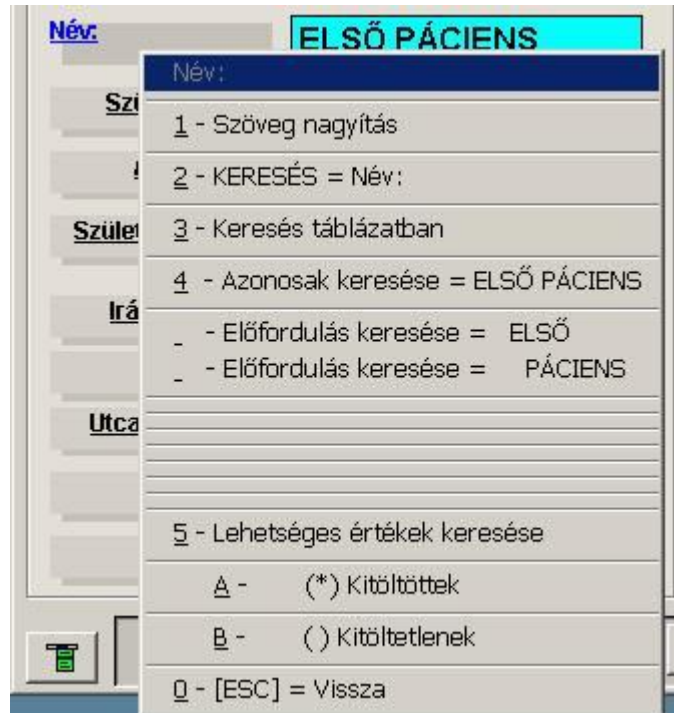 Név:
ELSŐ PÁCIENS
Név:
1 - Szöveg nagyítás
2 - KERESÉS = Név:
3 - Keresés táblázatban
4 - Azonosak keresése = ELSŐ PÁCIENS
_ - Előfordulás keresése = ELSŐ
_ - Előfordulás keresése = PÁCIENS
5 - Lehetséges értékek keresése
A - (*) Kitöltöttek
B - ( ) Kitöltetlenek
0 - [ESC] = Vissza